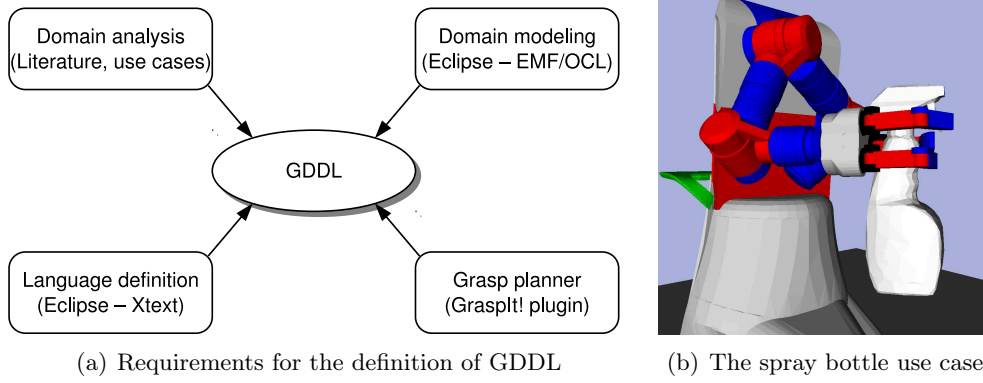 Domain analysis
(Literature, use cases)
Domain modeling
(Eclipse – EMF/OCL)
GDDL
Language definition
(Eclipse – Xtext)
Grasp planner
(GraspIt! plugin)
(a) Requirements for the definition of GDDL
(b) The spray bottle use case